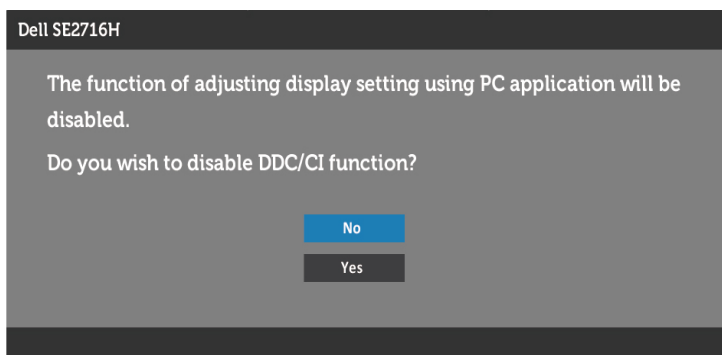 Dell SE2716H
The function of adjusting display setting using PC application will be
disabled.
Do you wish to disable DDC/CI function?
No
Yes